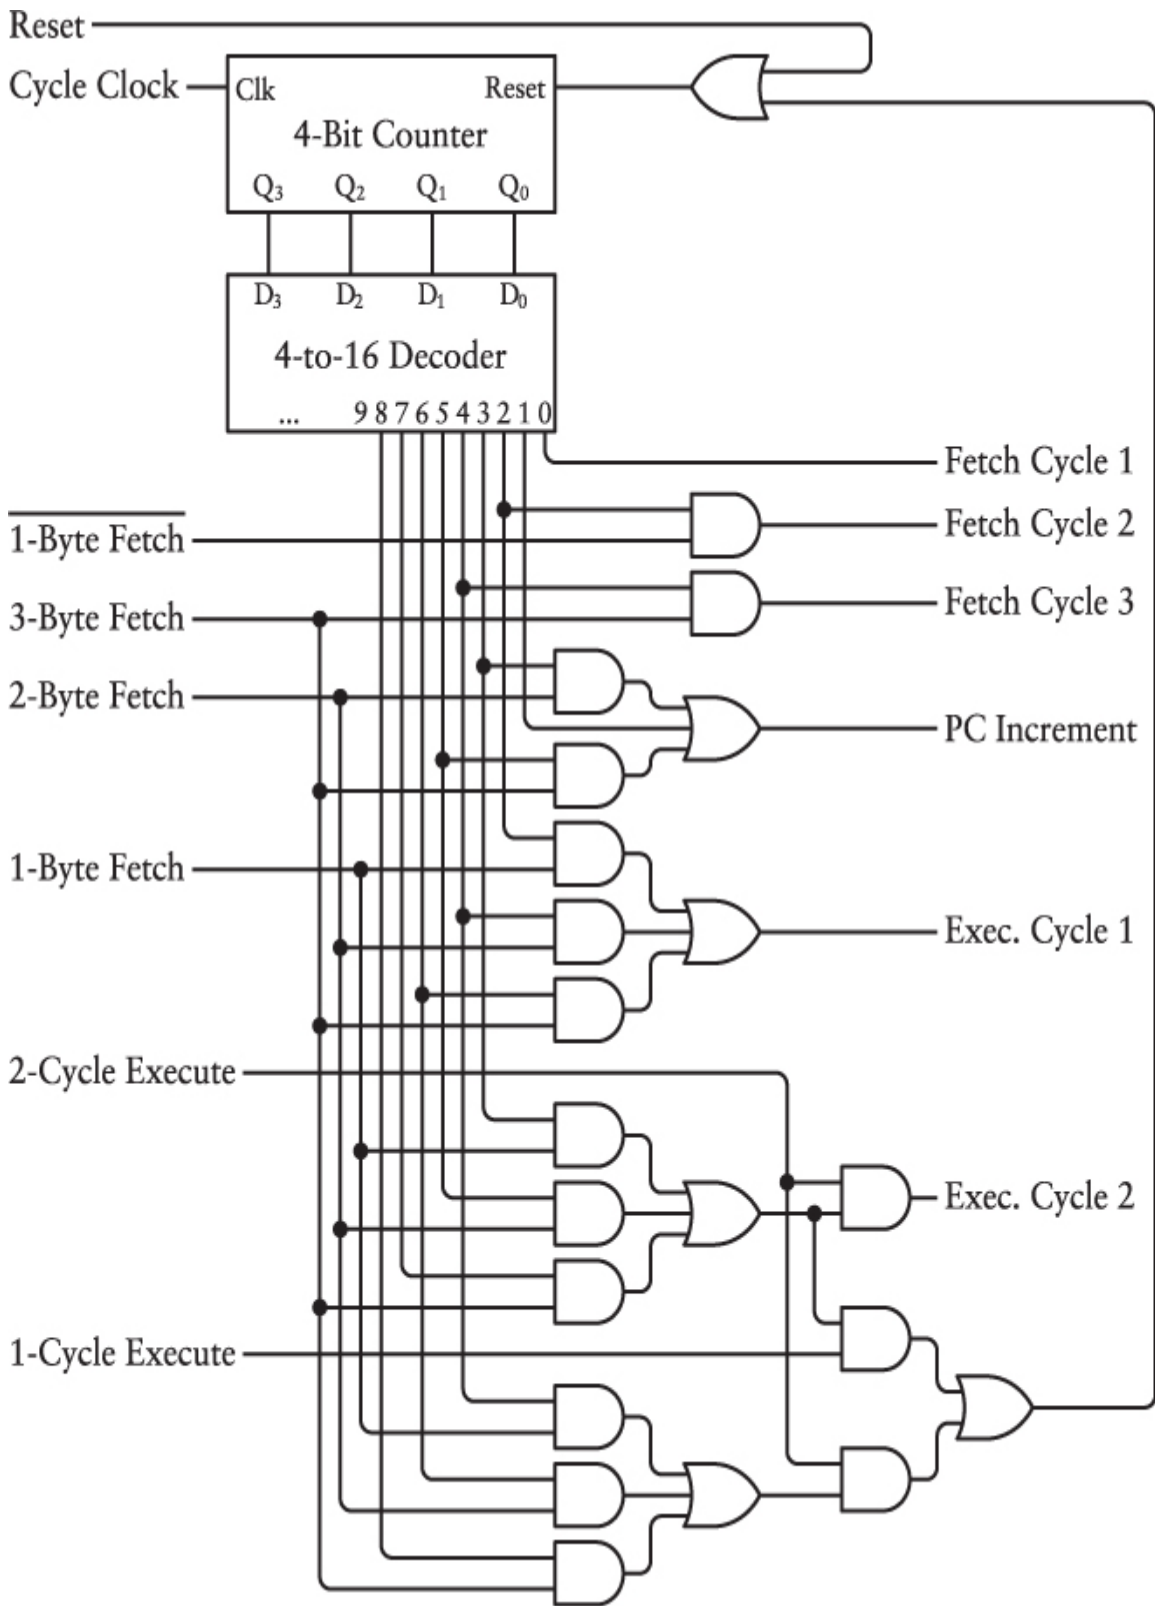 Reset
Cycle Clock
Clk
Reset
4-Bit Counter
Q₃ Q₂ Q₁ Q₀
D₃ D₂ D₁ D₀
4-to-16 Decoder
... 9 8 7 6 5 4 3 2 1 0
Fetch Cycle 1
Fetch Cycle 2
1-Byte Fetch
Fetch Cycle 3
3-Byte Fetch
2-Byte Fetch
PC Increment
1-Byte Fetch
Exec. Cycle 1
2-Cycle Execute
Exec. Cycle 2
1-Cycle Execute